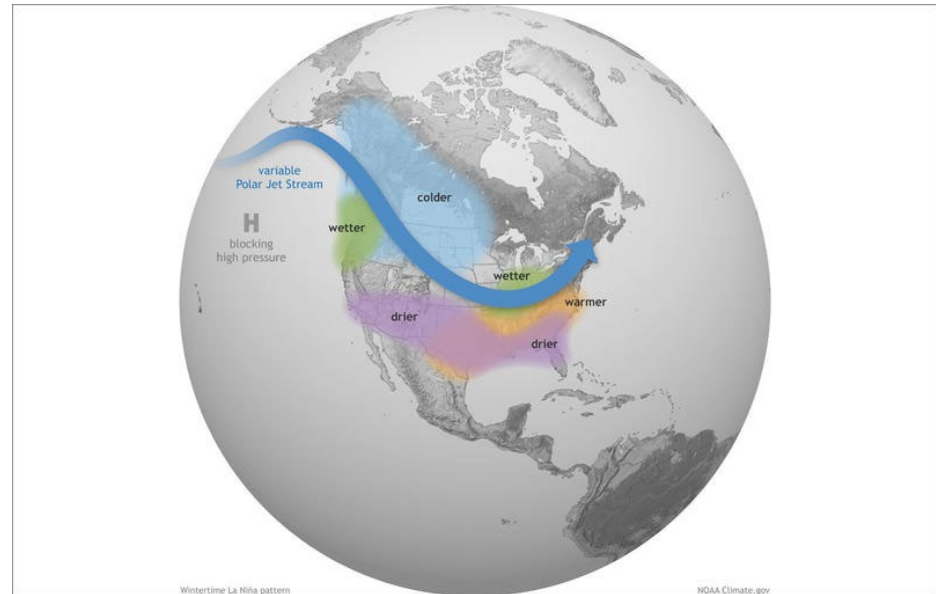 variable
Polar Jet Stream
H
blocking
high pressure
colder
wetter
wetter
warmer
drier
drier
Wintertime La Niña pattern
NOAA Climate.gov